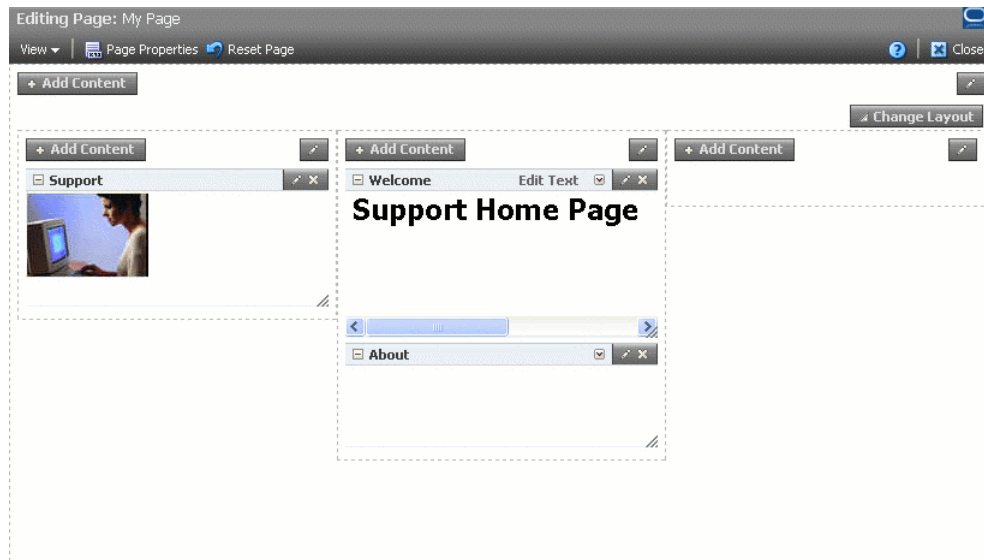 Editing Page: My Page
View Page Properties Reset Page Close
+ Add Content
Change Layout
+ Add Content + Add Content + Add Content
Support Welcome Edit Text
Support Home Page
About